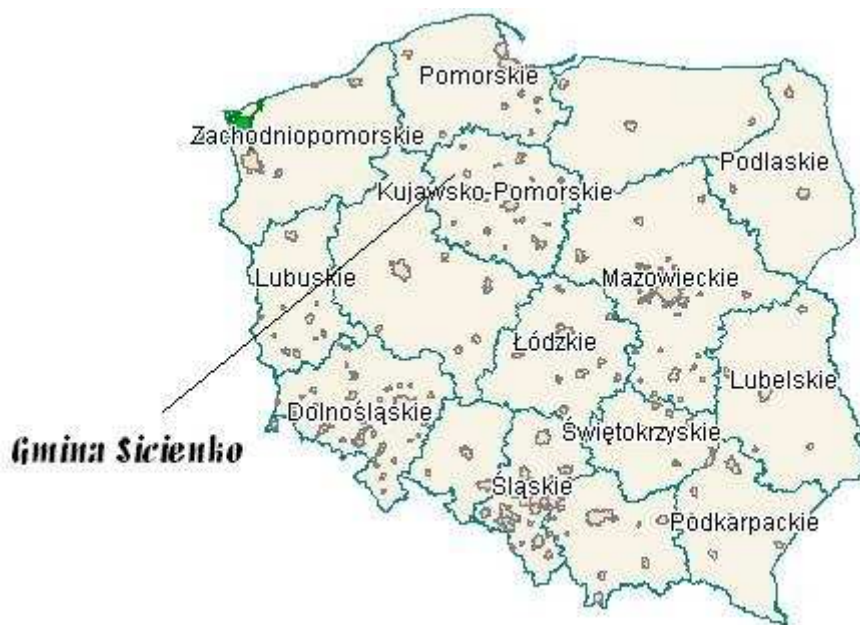 Pomorskie
Zachodniopomorskie
Podlaskie
Kujawsko-Pomorskie
Lubuskie
Mazowieckie
Łódzkie
Lubelskie
Dolnośląskie
Świętokrzyskie
Gmina Sicienko
Śląskie
Podkarpackie